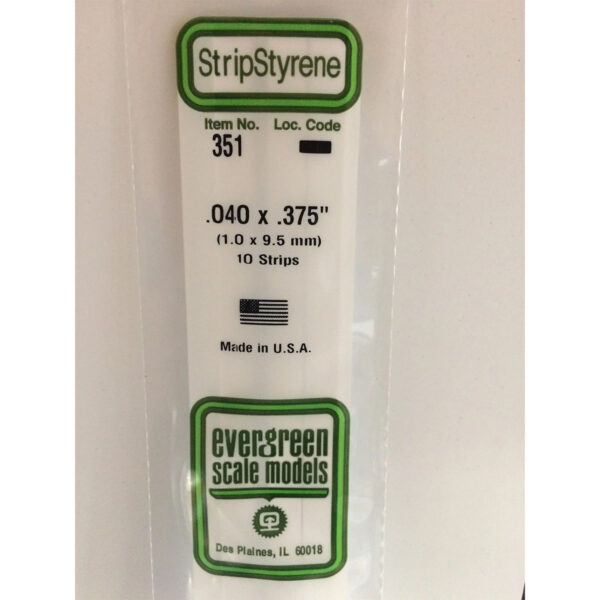 StripStyrene
Item No. Loc. Code
351
.040 x .375"
(1.0 x 9.5 mm)
10 Strips
Made in U.S.A.
evergreen
scale models
Des Plaines, IL 60018